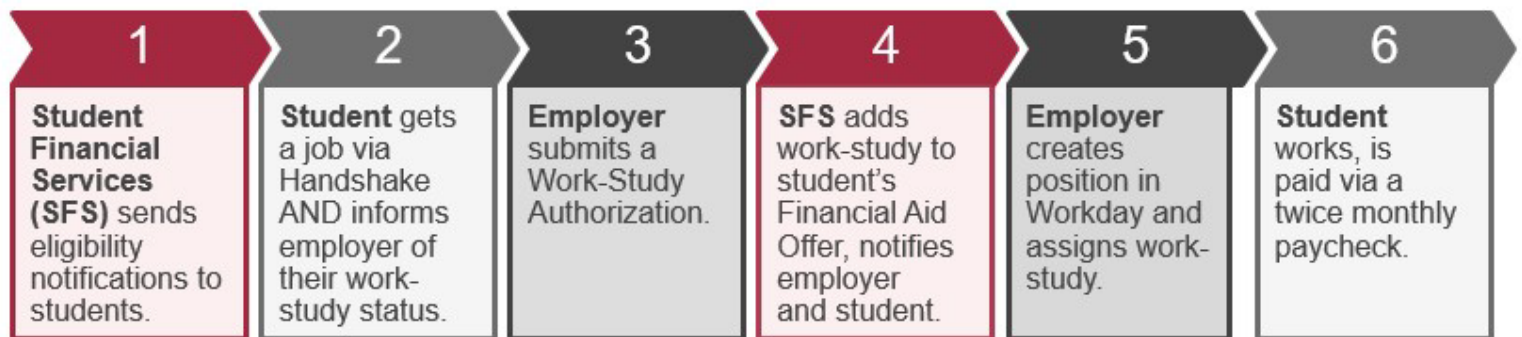 1
Student
Financial
Services
(SFS) sends
eligibility
notifications to
students.
2
Student gets
a job via
Handshake
AND informs
employer of
their work-
study status.
3
Employer
submits a
Work-Study
Authorization.
4
SFS adds
work-study to
student's
Financial Aid
Offer, notifies
employer
and student.
5
Employer
creates
position in
Workday and
assigns work-
study.
6
Student
works, is
paid via a
twice monthly
paycheck.